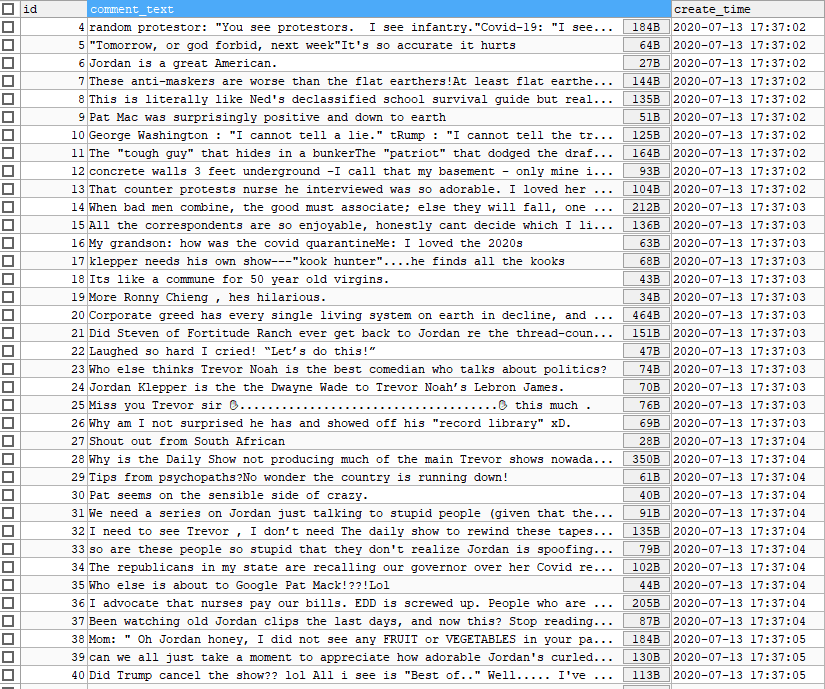 id comment_text create_time
4 random protestor: "You see protestors.  I see infantry."Covid-19: "I see... 184B 2020-07-13 17:37:02
5 "Tomorrow, or god forbid, next week"It's so accurate it hurts 64B 2020-07-13 17:37:02
6 Jordan is a great American. 27B 2020-07-13 17:37:02
7 These anti-maskers are worse than the flat earthers!At least flat earthe... 144B 2020-07-13 17:37:02
8 This is literally like Ned's declassified school survival guide but real... 135B 2020-07-13 17:37:02
9 Pat Mac was surprisingly positive and down to earth 51B 2020-07-13 17:37:02
10 George Washington : "I cannot tell a lie." tRump : "I cannot tell the tr... 125B 2020-07-13 17:37:02
11 The "tough guy" that hides in a bunkerThe "patriot" that dodged the draf... 164B 2020-07-13 17:37:02
12 concrete walls 3 feet underground -I call that my basement - only mine i... 93B 2020-07-13 17:37:02
13 That counter protests nurse he interviewed was so adorable. I loved her ... 104B 2020-07-13 17:37:02
14 When bad men combine, the good must associate; else they will fall, one ... 212B 2020-07-13 17:37:03
15 All the correspondents are so enjoyable, honestly cant decide which I li... 136B 2020-07-13 17:37:03
16 My grandson: how was the covid quarantineMe: I loved the 2020s 63B 2020-07-13 17:37:03
17 klepper needs his own show---"kook hunter"....he finds all the kooks 68B 2020-07-13 17:37:03
18 Its like a commune for 50 year old virgins. 43B 2020-07-13 17:37:03
19 More Ronny Chieng , hes hilarious. 34B 2020-07-13 17:37:03
20 Corporate greed has every single living system on earth in decline, and ... 464B 2020-07-13 17:37:03
21 Did Steven of Fortitude Ranch ever get back to Jordan re the thread-coun... 151B 2020-07-13 17:37:03
22 Laughed so hard I cried! “Let’s do this!” 47B 2020-07-13 17:37:03
23 Who else thinks Trevor Noah is the best comedian who talks about politics? 74B 2020-07-13 17:37:03
24 Jordan Klepper is the the Dwayne Wade to Trevor Noah’s Lebron James. 70B 2020-07-13 17:37:03
25 Miss you Trevor sir ✋.....................................✋ this much . 76B 2020-07-13 17:37:03
26 Why am I not surprised he has and showed off his "record library" xD. 69B 2020-07-13 17:37:03
27 Shout out from South African 28B 2020-07-13 17:37:04
28 Why is the Daily Show not producing much of the main Trevor shows nowada... 350B 2020-07-13 17:37:04
29 Tips from psychopaths?No wonder the country is running down! 61B 2020-07-13 17:37:04
30 Pat seems on the sensible side of crazy. 40B 2020-07-13 17:37:04
31 We need a series on Jordan just talking to stupid people (given that the... 91B 2020-07-13 17:37:04
32 I need to see Trevor , I don’t need The daily show to rewind these tapes... 135B 2020-07-13 17:37:04
33 so are these people so stupid that they don't realize Jordan is spoofing... 79B 2020-07-13 17:37:04
34 The republicans in my state are recalling our governor over her Covid re... 102B 2020-07-13 17:37:04
35 Who else is about to Google Pat Mack!??!Lol 44B 2020-07-13 17:37:04
36 I advocate that nurses pay our bills. EDD is screwed up. People who are ... 205B 2020-07-13 17:37:04
37 Been watching old Jordan clips the last days, and now this? Stop reading... 87B 2020-07-13 17:37:04
38 Mom: " Oh Jordan honey, I did not see any FRUIT or VEGETABLES in your pa... 184B 2020-07-13 17:37:05
39 can we all just take a moment to appreciate how adorable Jordan's curled... 130B 2020-07-13 17:37:05
40 Did Trump cancel the show?? lol All i see is "Best of.." Well..... I've ... 113B 2020-07-13 17:37:05